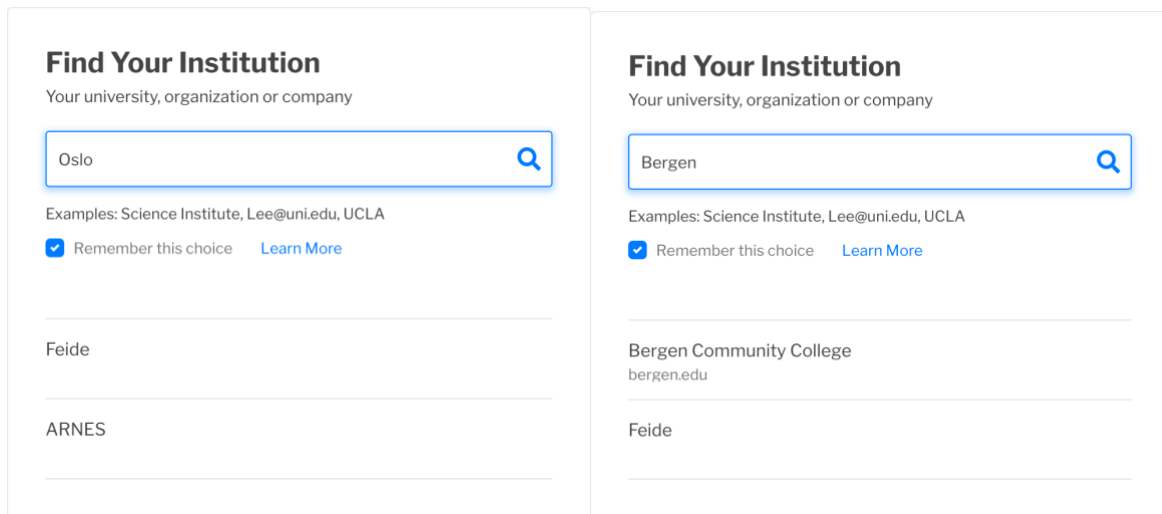 Find Your Institution
Your university, organization or company
Oslo
Examples: Science Institute, Lee@uni.edu, UCLA
Remember this choice Learn More
Feide
ARNES
Find Your Institution
Your university, organization or company
Bergen
Examples: Science Institute, Lee@uni.edu, UCLA
Remember this choice Learn More
Bergen Community College
bergen.edu
Feide